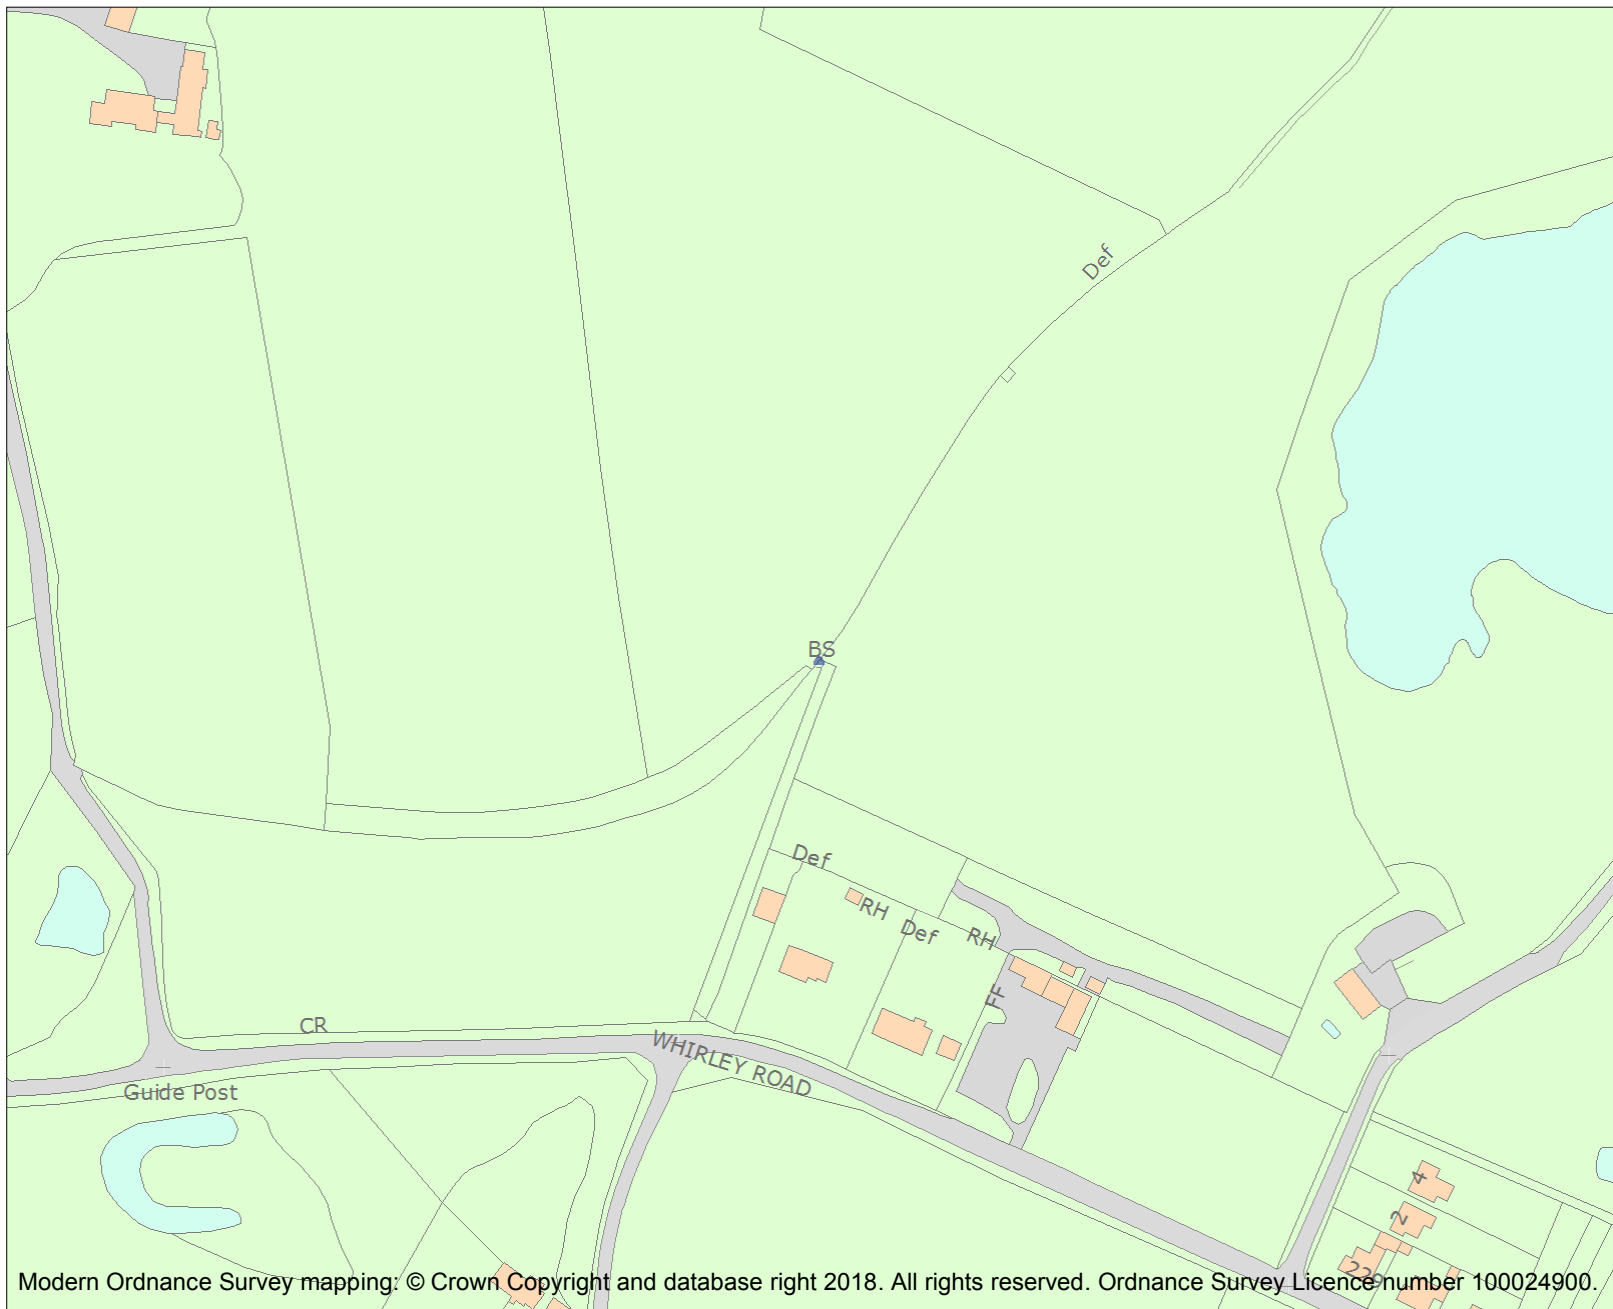 Def
BS
Def
RH
Def
RH
FF
CR
WHIRLEY ROAD
Guide Post
4
2
229
Modern Ordnance Survey mapping: © Crown Copyright and database right 2018. All rights reserved. Ordnance Survey Licence number 100024900.